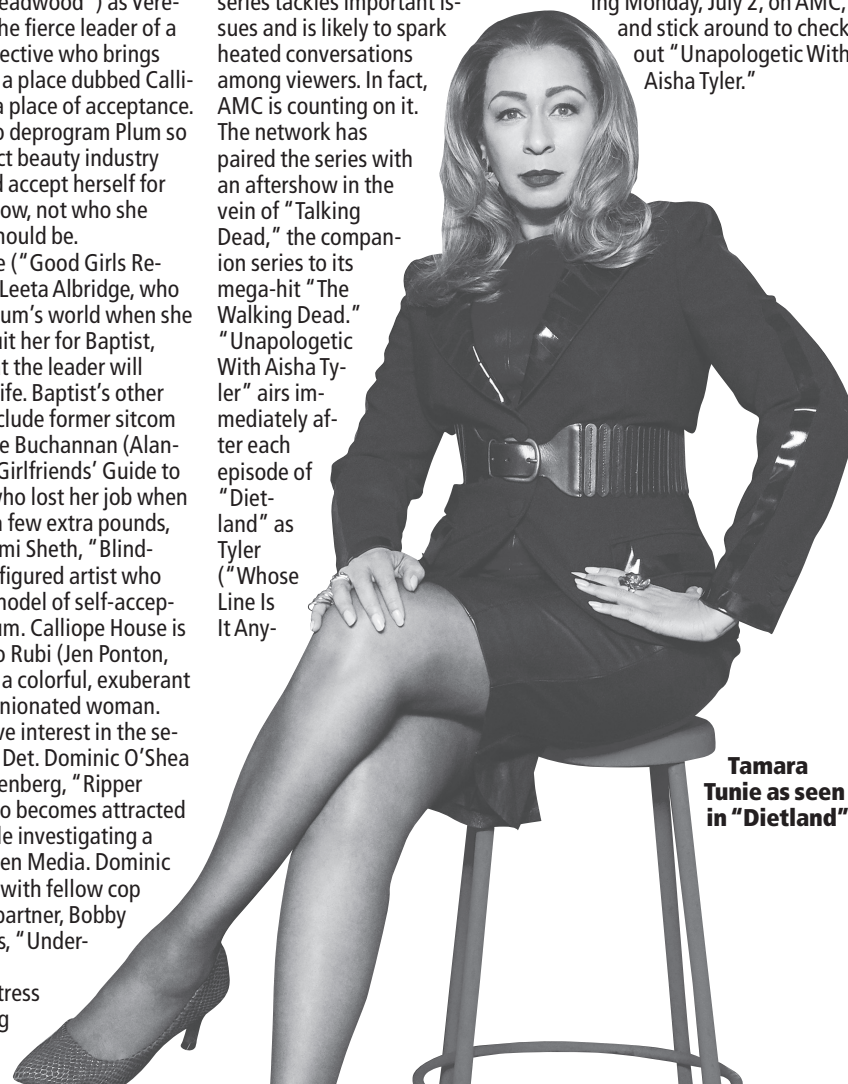 eadwood") as Vere-
he fierce leader of a
ective who brings
a place dubbed Calli-
a place of acceptance.
o deprogram Plum so
ct beauty industry
d accept herself for
ow, not who she
hould be.
e ("Good Girls Re-
Leeta Albridge, who
um's world when she
uit her for Baptist,
t the leader will
ife. Baptist's other
clude former sitcom
e Buchannan (Alan-
Girlfriends' Guide to
who lost her job when
a few extra pounds,
mi Sheth, "Blind-
figured artist who
model of self-accep-
um. Calliope House is
o Rubi (Jen Ponton,
a colorful, exuberant
nionated woman.
ve interest in the se-
Det. Dominic O'Shea
enberg, "Ripper
o becomes attracted
le investigating a
en Media. Dominic
with fellow cop
partner, Bobby
s, "Under-
tress
g
series tackles important is-
sues and is likely to spark
heated conversations
among viewers. In fact,
AMC is counting on it.
The network has
paired the series with
an aftershow in the
vein of "Talking
Dead," the compan-
ion series to its
mega-hit "The
Walking Dead."
"Unapologetic
With Aisha Ty-
ler" airs im-
mediately af-
ter each
episode of
"Diet-
land" as
Tyler
("Whose
Line Is
It Any-
ing Monday, July 2, on AMC,
and stick around to check
out "Unapologetic With
Aisha Tyler."
Tamara
Tunie as seen
in "Dietland"